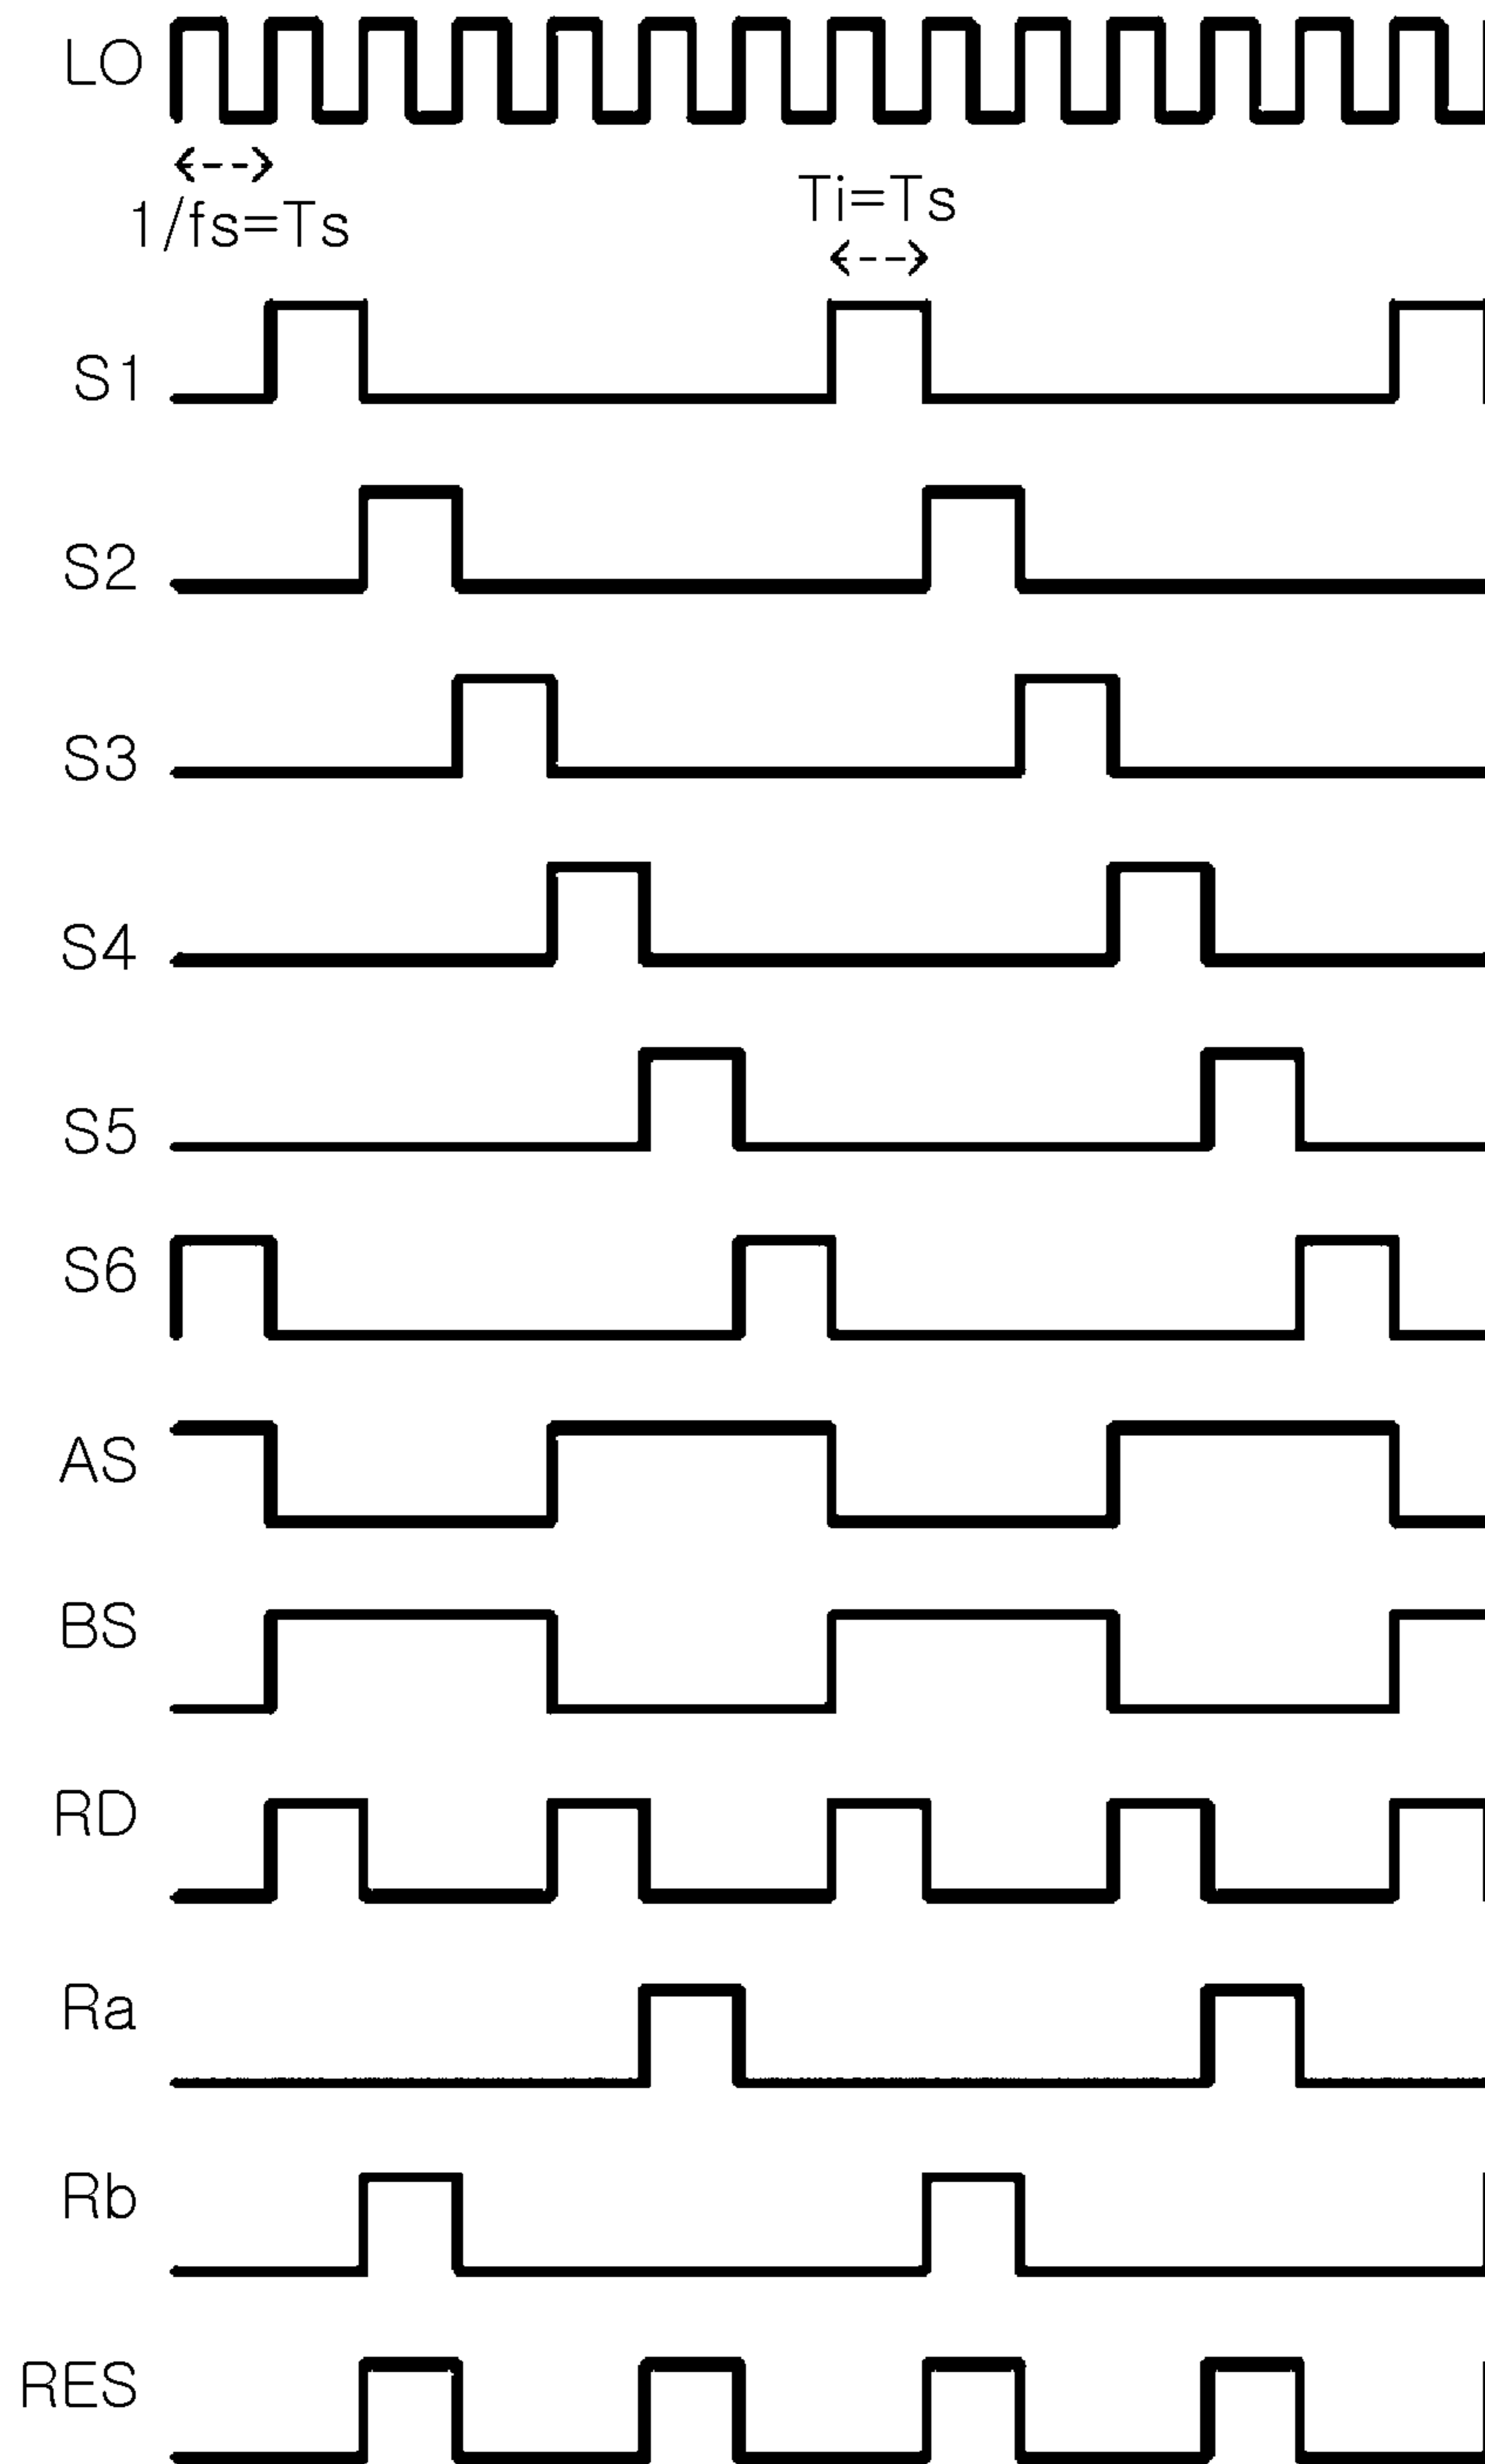 LO
1/fs=Ts
Ti=Ts
S1
S2
S3
S4
S5
S6
AS
BS
RD
Ra
Rb
RES